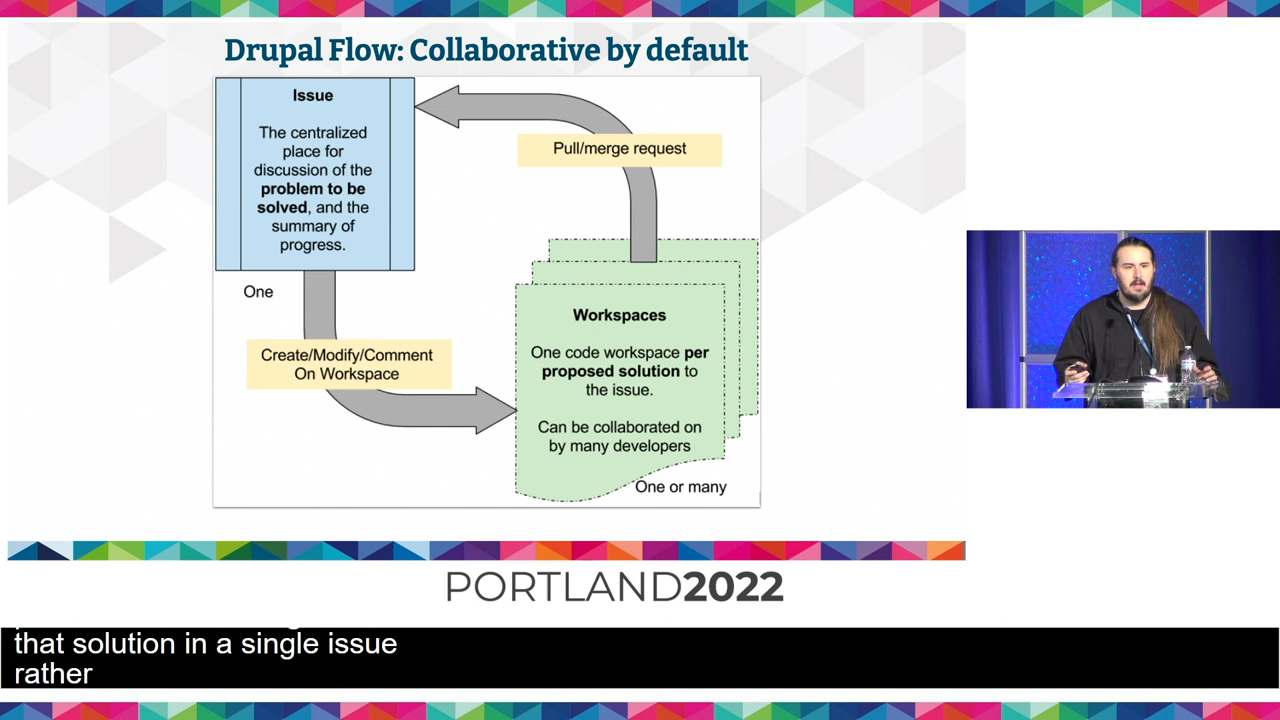 Drupal Flow: Collaborative by default
Issue
The centralized
place for
discussion of the
problem to be
solved, and the
summary of
progress.
Pull/merge request
One
Create/Modify/Comment
On Workspace
Workspaces
One code workspace per
proposed solution to
the issue.
Can be collaborated on
by many developers
One or many
PORTLAND2022
that solution in a single issue
rather